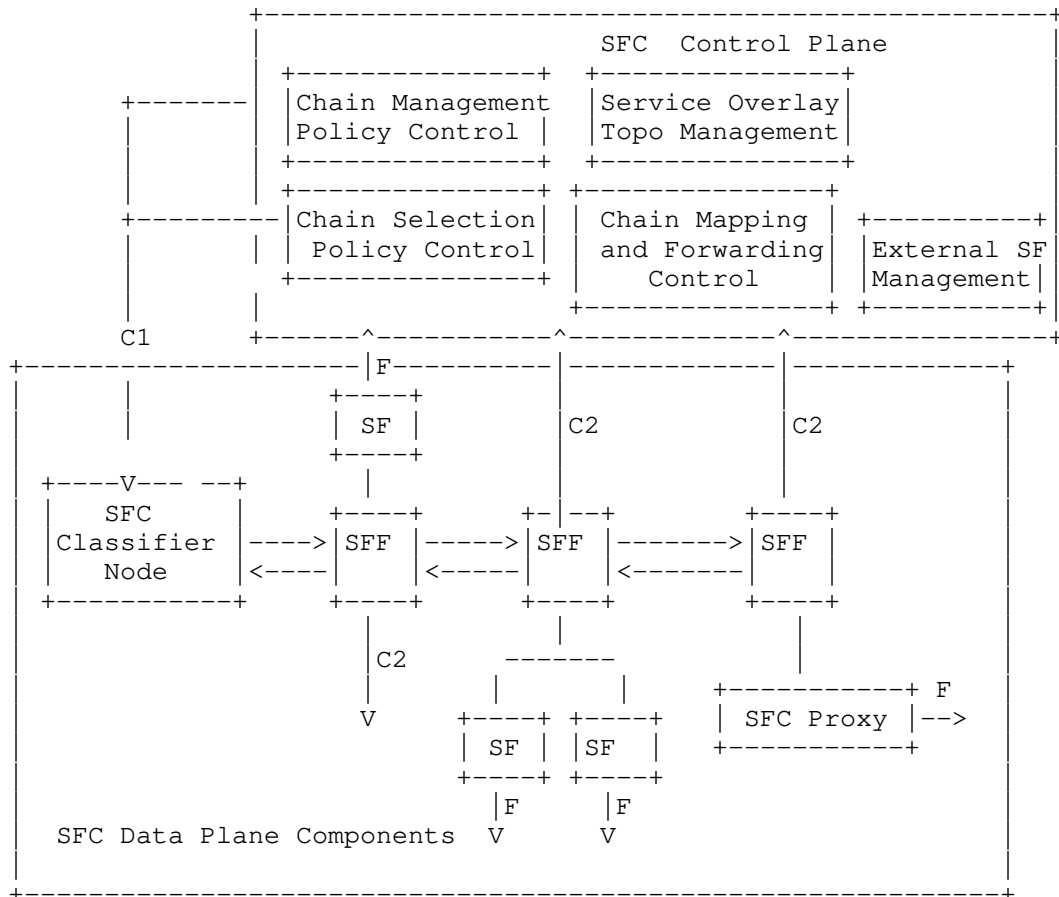 SFC Control Plane
Chain Management Service Overlay
Policy Control Topo Management
Chain Selection Chain Mapping
Policy Control and Forwarding External SF
Control Management
C1
F
SF C2 C2
V
SFC
Classifier SFF SFF SFF
Node
C2
F
V SFC Proxy
SF SF
F F
SFC Data Plane Components V V